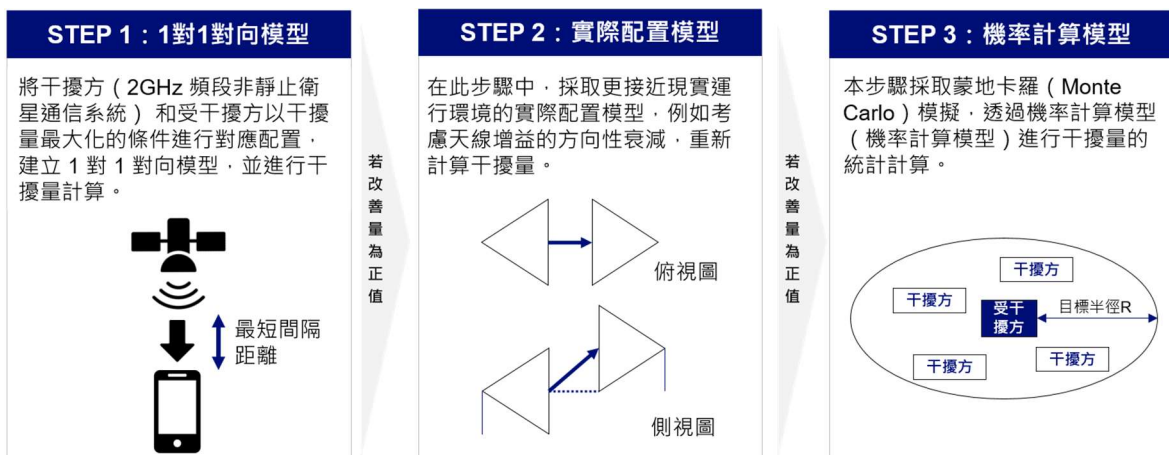 STEP 1：1對1對向模型
將干擾方（2GHz 頻段非靜止衛
星通信系統） 和受干擾方以干擾
量最大化的條件進行對應配置，
建立 1 對 1 對向模型，並進行干
擾量計算。
最短間隔
距離
若改善量為正值
STEP 2：實際配置模型
在此步驟中，採取更接近現實運
行環境的實際配置模型，例如考
慮天線增益的方向性衰減，重新
計算干擾量。
俯視圖
側視圖
若改善量為正值
STEP 3：機率計算模型
本步驟採取蒙地卡羅（Monte
Carlo）模擬，透過機率計算模型
（機率計算模型）進行干擾量的
統計計算。
干擾方
干擾方
受干
擾方
目標半徑R
干擾方
干擾方